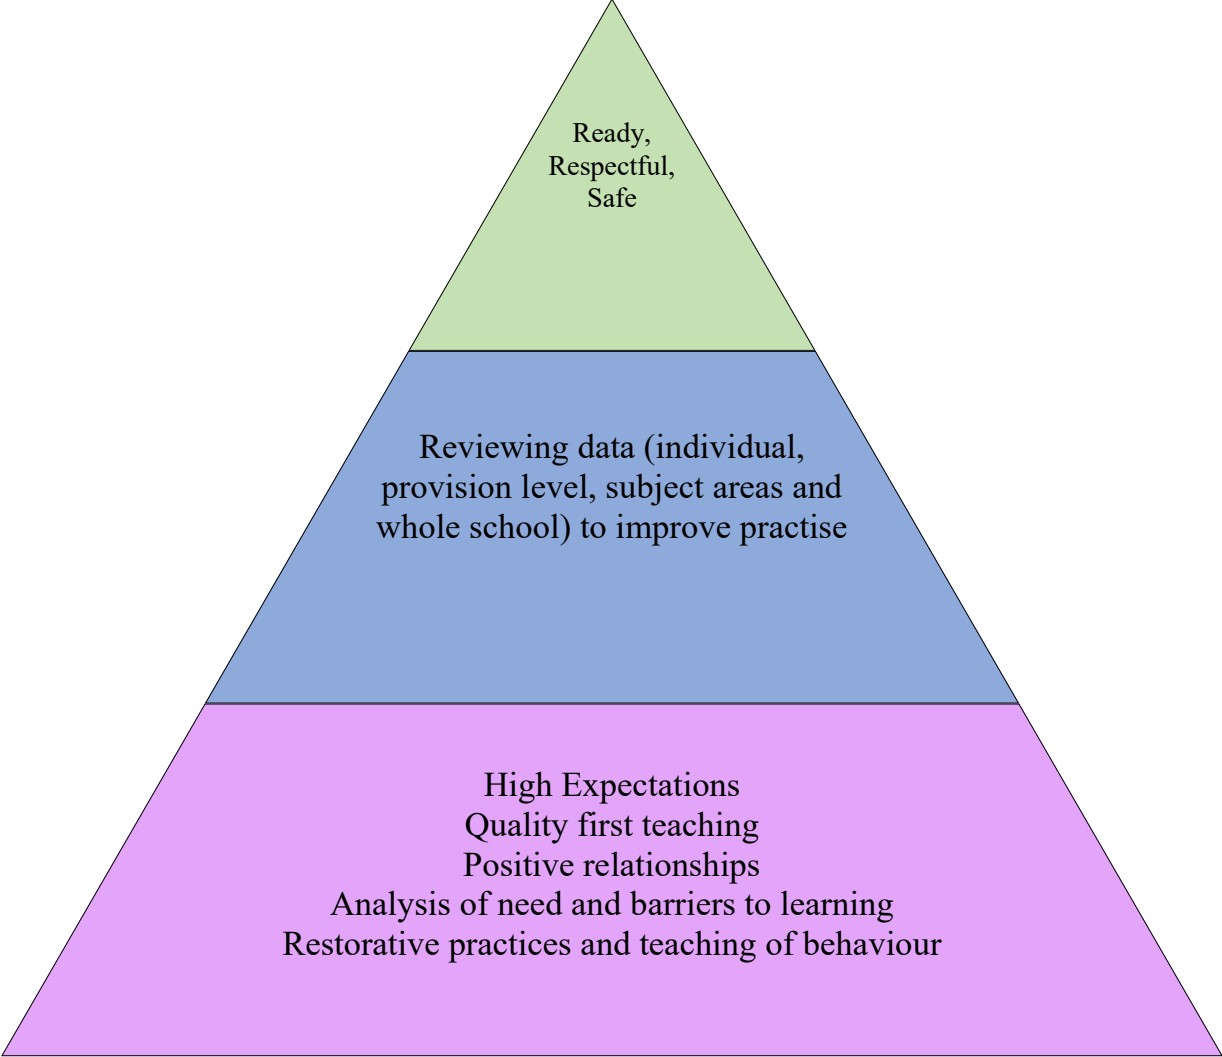 Ready,
Respectful,
Safe
Reviewing data (individual,
provision level, subject areas and
whole school) to improve practise
High Expectations
Quality first teaching
Positive relationships
Analysis of need and barriers to learning
Restorative practices and teaching of behaviour